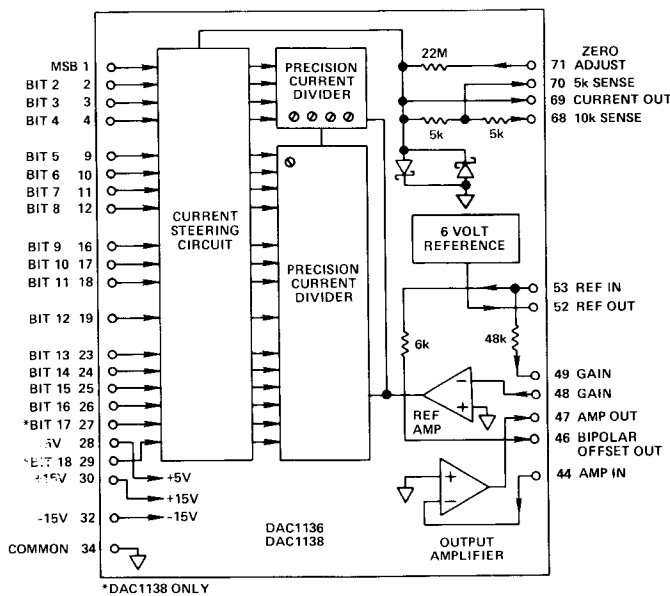 MSB 1
BIT 2 2
BIT 3 3
BIT 4 4
BIT 5 9
BIT 6 10
BIT 7 11
BIT 8 12
BIT 9 16
BIT 10 17
BIT 11 18
BIT 12 19
BIT 13 23
BIT 14 24
BIT 15 25
BIT 16 26
*BIT 17 27
+5V 28
*BIT 18 29
+15V 30
-15V 32
COMMON 34
+5V
+15V
-15V
CURRENT
STEERING
CIRCUIT
PRECISION
CURRENT
DIVIDER
PRECISION
CURRENT
DIVIDER
22M
5k
5k
6 VOLT
REFERENCE
6k
48k
REF
AMP
-
+
+
-
OUTPUT
AMPLIFIER
DAC1136
DAC1138
ZERO
71 ADJUST
70 5k SENSE
69 CURRENT OUT
68 10k SENSE
53 REF IN
52 REF OUT
49 GAIN
48 GAIN
47 AMP OUT
46 BIPOLAR
OFFSET OUT
44 AMP IN
*DAC1138 ONLY